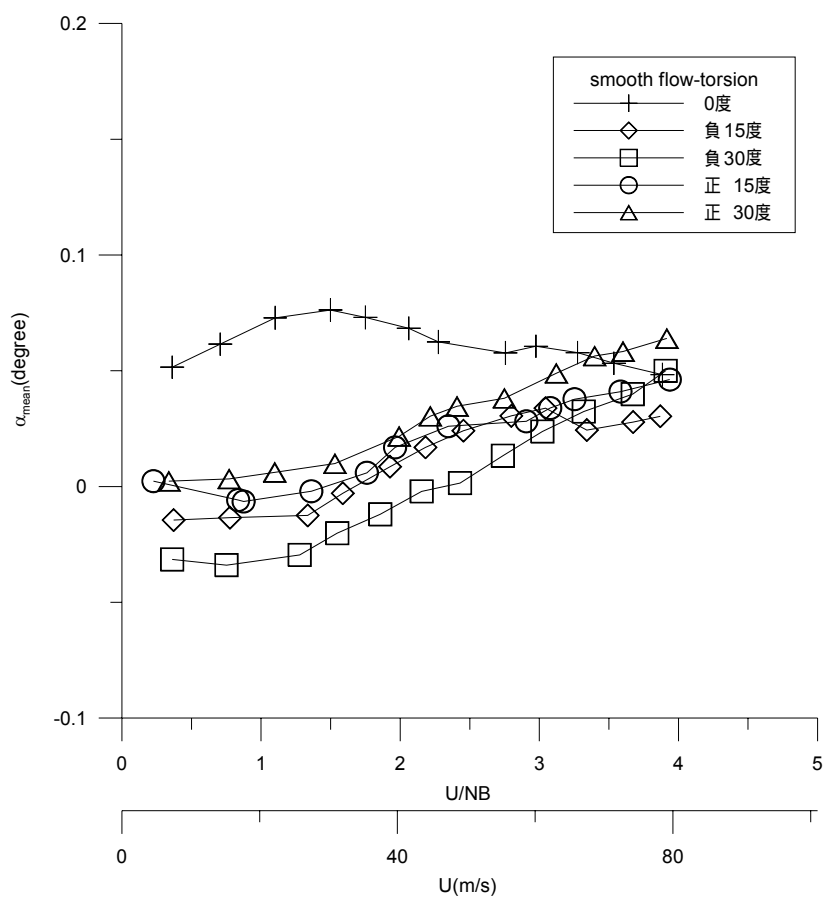 0.2
smooth flow-torsion
0度
負15度
負30度
正 15度
正 30度
0.1
α_mean(degree)
0
-0.1
0 1 2 3 4 5
U/NB
0 40 80
U(m/s)